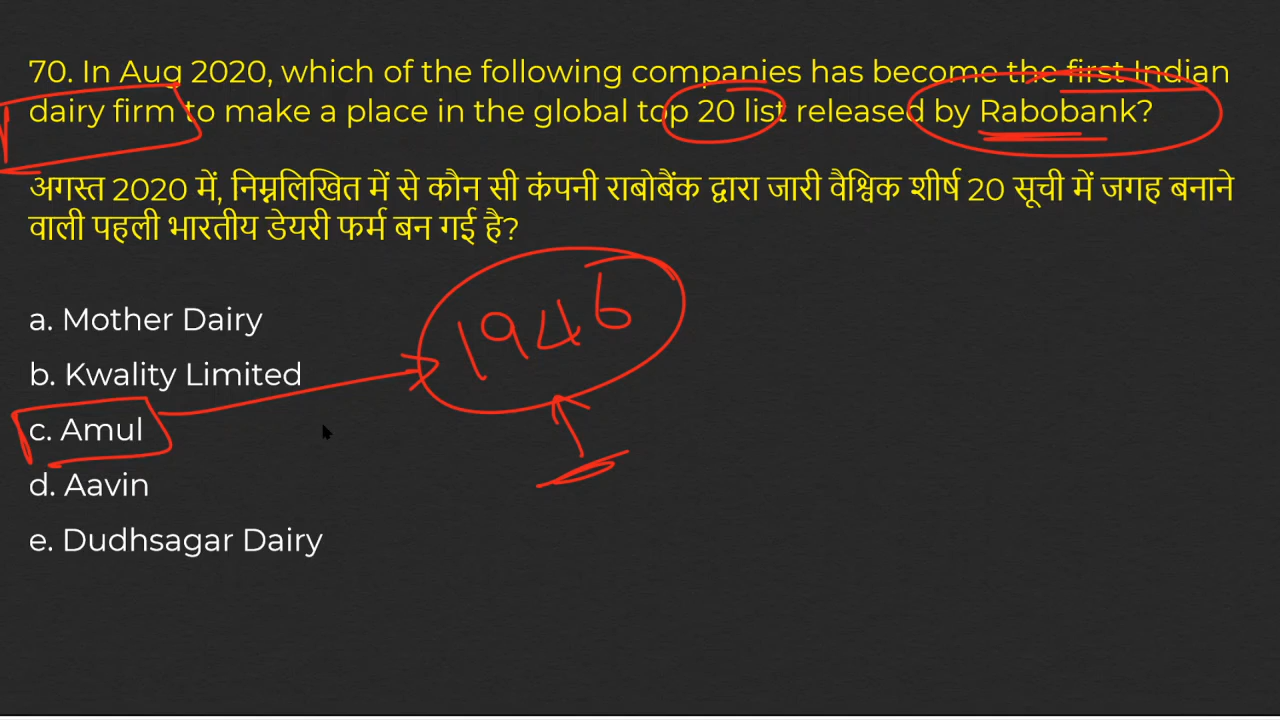 70. In Aug 2020, which of the following companies has become the first Indian
dairy firm to make a place in the global top 20 list released by Rabobank?
अगस्त 2020 में, निम्नलिखित में से कौन सी कंपनी राबोबैंक द्वारा जारी वैश्विक शीर्ष 20 सूची में जगह बनाने
वाली पहली भारतीय डेयरी फर्म बन गई है?
a. Mother Dairy
1946
b. Kwality Limited
c. Amul
d. Aavin
e. Dudhsagar Dairy